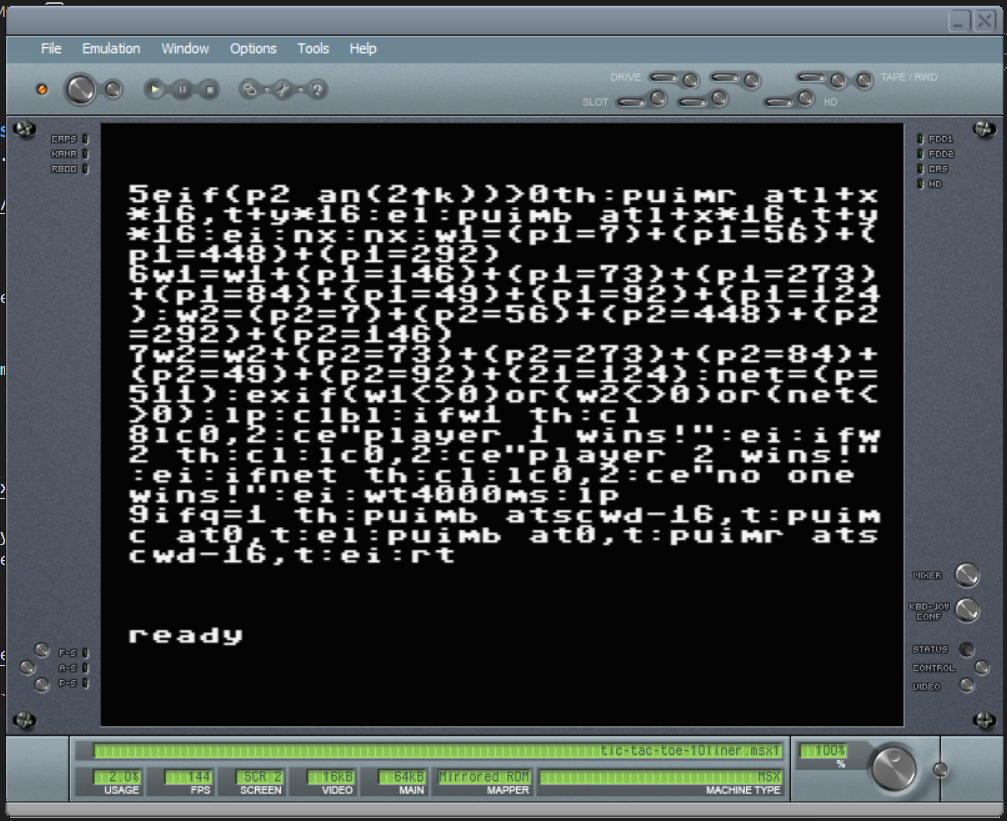 File Emulation Window Options Tools Help
DRIVE TAPE / RWD
SLOT HD
CAPS
KANA
FDD1
FDD2
CAS
HD
5eif(p2 an(2↑k))>0th:puimr atl+x
*16,t+y*16:el:puimb atl+x*16,t+y
*16:ei:nx:nx:w1=(p1=7)+(p1=56)+(
p1=448)+(p1=292)
6w1=w1+(p1=146)+(p1=73)+(p1=273)
+(p1=84)+(p1=49)+(p1=92)+(p1=124
):w2=(p2=7)+(p2=56)+(p2=448)+(p2
=292)+(p2=146)
7w2=w2+(p2=73)+(p2=273)+(p2=84)+
(p2=49)+(p2=92)+(21=124):net=(p=
511):exif(w1<>0)or(w2<>0)or(net<
>0):lp:clbl:ifw1 th:cl
8lc0,2:ce"player 1 wins!":ei:ifw
2 th:cl:lc0,2:ce"player 2 wins!"
:ei:ifnet th:cl:lc0,2:ce"no one
wins!":ei:wt4000ms:lp
9ifq=1 th:puimb atscwd-16,t:puim
c at0,t:el:puimb at0,t:puimr ats
cwd-16,t:ei:rt
ready
MIXER
KBD-JOY
CONF
STATUS
CONTROL
VIDEO
F-S
A-S
P-S
tic-tac-toe-10liner.msx1
100%
%
2.0% 144 SCR 2 16kB 64kB Mirrored ROM MSX
USAGE FPS SCREEN VIDEO MAIN MAPPER MACHINE TYPE